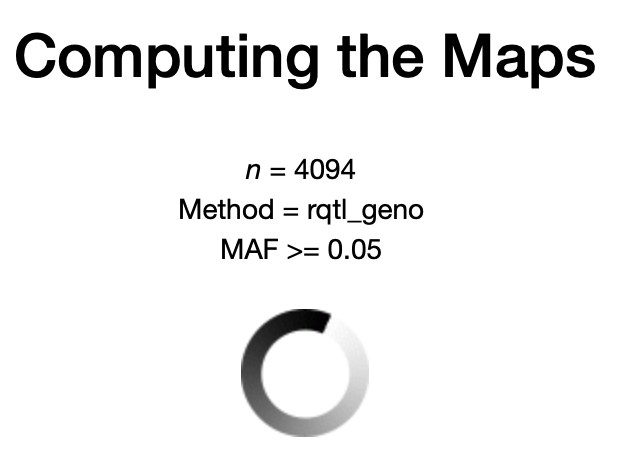 Computing the Maps
n = 4094
Method = rqtl_geno
MAF >= 0.05